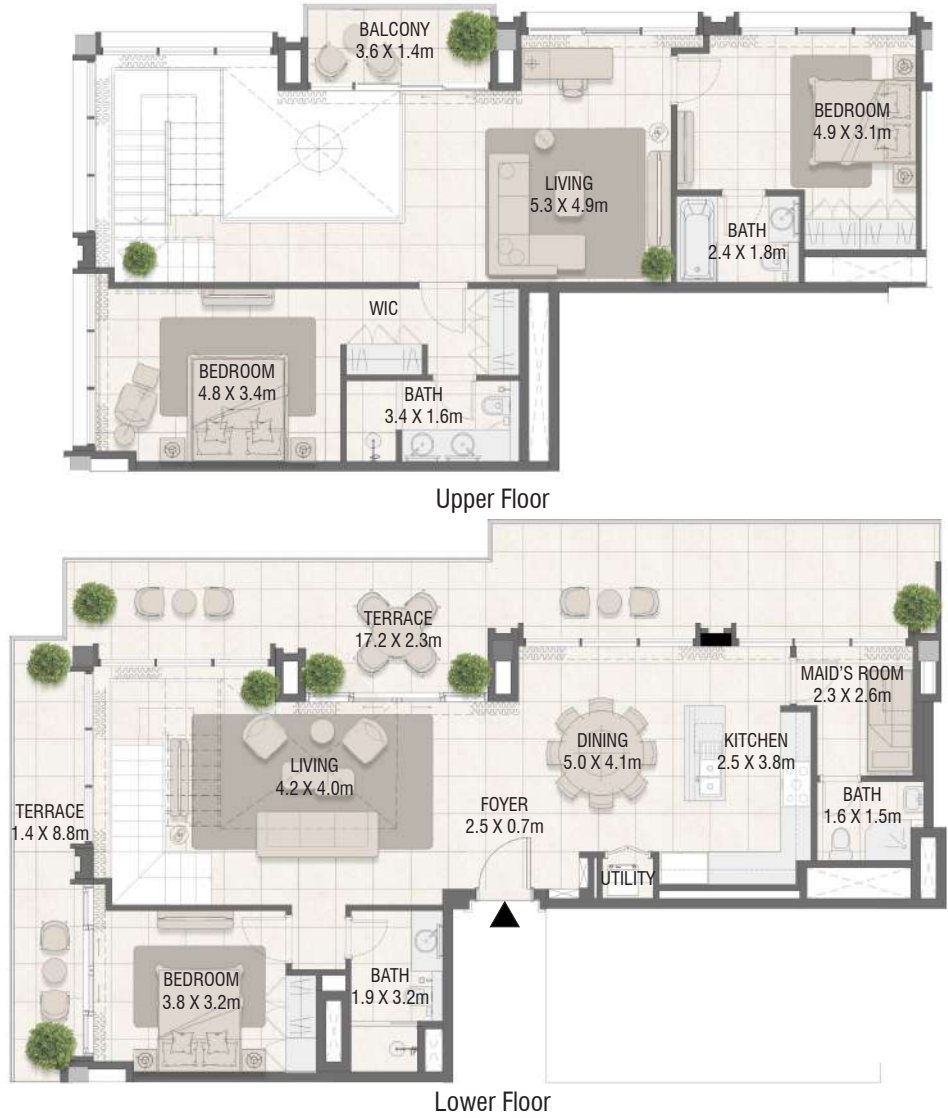 BALCONY
3.6 X 1.4m
BEDROOM
4.9 X 3.1m
LIVING
5.3 X 4.9m
BATH
2.4 X 1.8m
WIC
BEDROOM
4.8 X 3.4m
BATH
3.4 X 1.6m
Upper Floor
TERRACE
17.2 X 2.3m
MAID'S ROOM
2.3 X 2.6m
DINING
5.0 X 4.1m
KITCHEN
2.5 X 3.8m
LIVING
4.2 X 4.0m
TERRACE
1.4 X 8.8m
FOYER
2.5 X 0.7m
BATH
1.6 X 1.5m
UTILITY
BEDROOM
3.8 X 3.2m
BATH
1.9 X 3.2m
Lower Floor